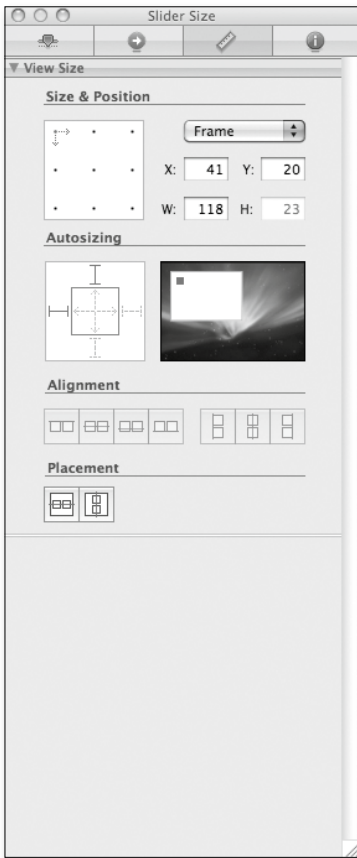 Slider Size
View Size
Size & Position
Frame
X: 41 Y: 20
W: 118 H: 23
Autosizing
Alignment
Placement